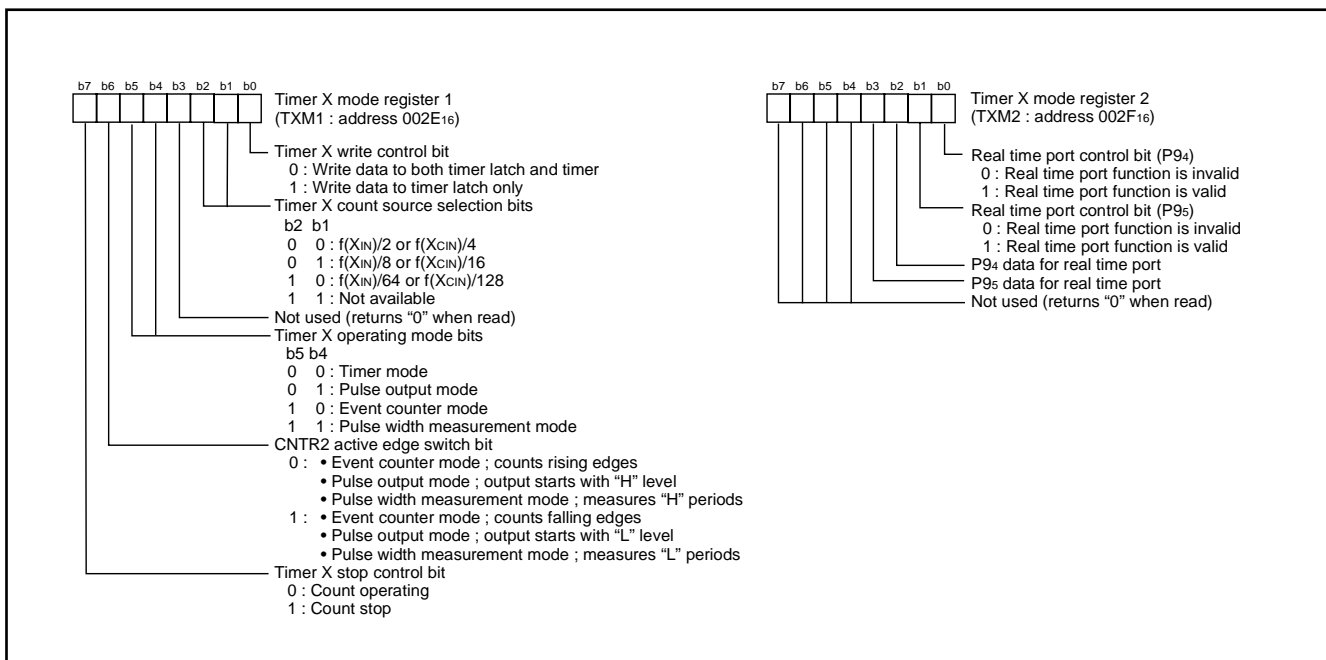 b7 b6 b5 b4 b3 b2 b1 b0
Timer X mode register 1
(TXM1 : address 002E16)
Timer X write control bit
0 : Write data to both timer latch and timer
1 : Write data to timer latch only
Timer X count source selection bits
b2 b1
0 0 : f(XIN)/2 or f(XCIN)/4
0 1 : f(XIN)/8 or f(XCIN)/16
1 0 : f(XIN)/64 or f(XCIN)/128
1 1 : Not available
Not used (returns “0” when read)
Timer X operating mode bits
b5 b4
0 0 : Timer mode
0 1 : Pulse output mode
1 0 : Event counter mode
1 1 : Pulse width measurement mode
CNTR2 active edge switch bit
0 : • Event counter mode ; counts rising edges
• Pulse output mode ; output starts with “H” level
• Pulse width measurement mode ; measures “H” periods
1 : • Event counter mode ; counts falling edges
• Pulse output mode ; output starts with “L” level
• Pulse width measurement mode ; measures “L” periods
Timer X stop control bit
0 : Count operating
1 : Count stop
b7 b6 b5 b4 b3 b2 b1 b0
Timer X mode register 2
(TXM2 : address 002F16)
Real time port control bit (P94)
0 : Real time port function is invalid
1 : Real time port function is valid
Real time port control bit (P95)
0 : Real time port function is invalid
1 : Real time port function is valid
P94 data for real time port
P95 data for real time port
Not used (returns “0” when read)